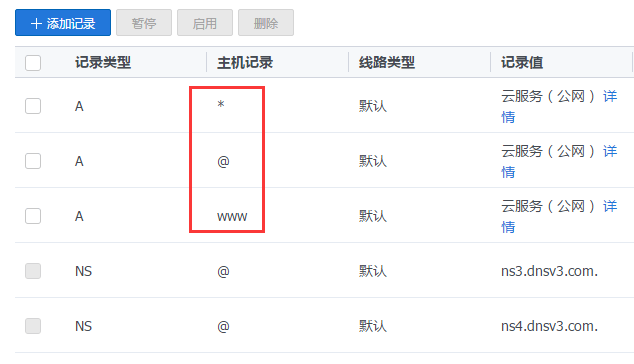 + 添加记录 暂停 启用 删除
记录类型 主机记录 线路类型 记录值
A * 默认 云服务（公网）详
情
A @ 默认 云服务（公网）详
情
A www 默认 云服务（公网）详
情
NS @ 默认 ns3.dnsv3.com.
NS @ 默认 ns4.dnsv3.com.